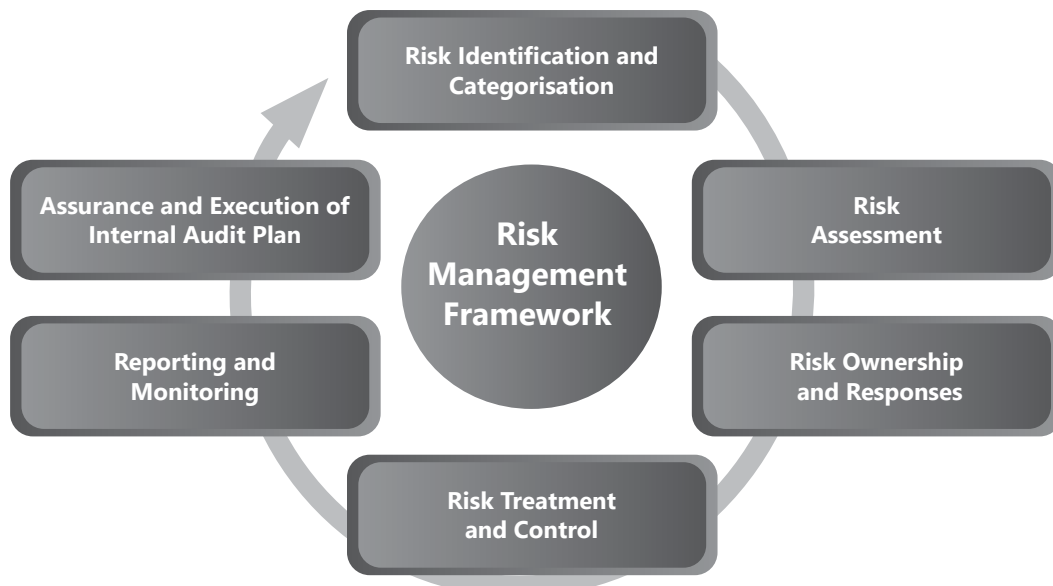 Risk Identification and
Categorisation
Risk
Assessment
Risk Ownership
and Responses
Risk Treatment
and Control
Reporting and
Monitoring
Assurance and Execution of
Internal Audit Plan
Risk
Management
Framework